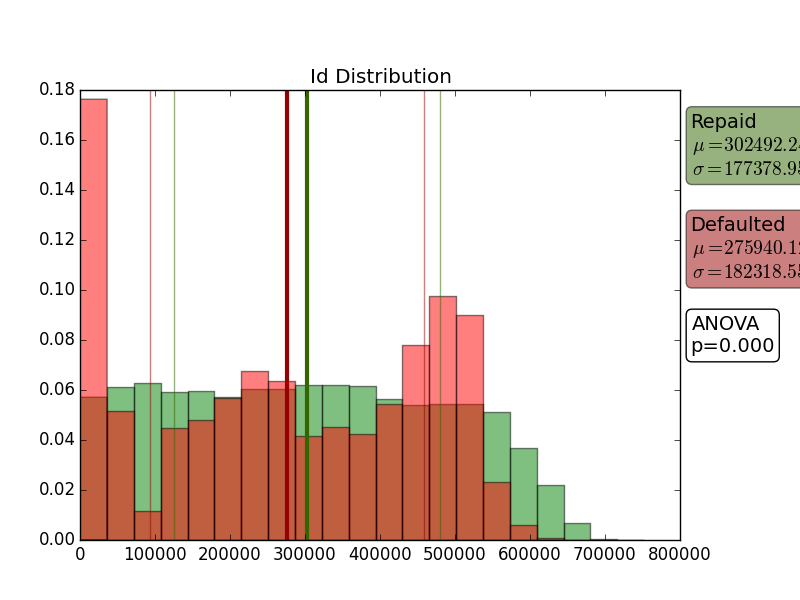 Id Distribution
0.18
0.16
0.14
0.12
0.10
0.08
0.06
0.04
0.02
0.00
0 100000 200000 300000 400000 500000 600000 700000 800000
Repaid
μ=302492.24
σ=177378.95
Defaulted
μ=275940.12
σ=182318.55
ANOVA
p=0.000